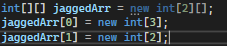 int[][] jaggedArr = new int[2][];
jaggedArr[0] = new int[3];
jaggedArr[1] = new int[2];